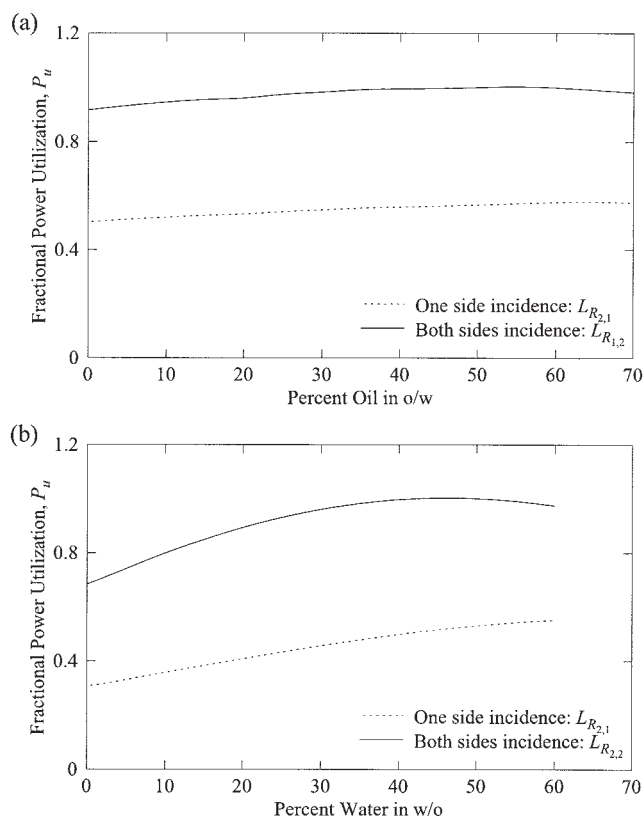 (a)
1.2
0.8
0.4
0
Fractional Power Utilization, P_u
One side incidence: L_{R_{2,1}}
Both sides incidence: L_{R_{1,2}}
0 10 20 30 40 50 60 70
Percent Oil in o/w
(b)
1.2
0.8
0.4
0
Fractional Power Utilization, P_u
One side incidence: L_{R_{2,1}}
Both sides incidence: L_{R_{2,2}}
0 10 20 30 40 50 60 70
Percent Water in w/o